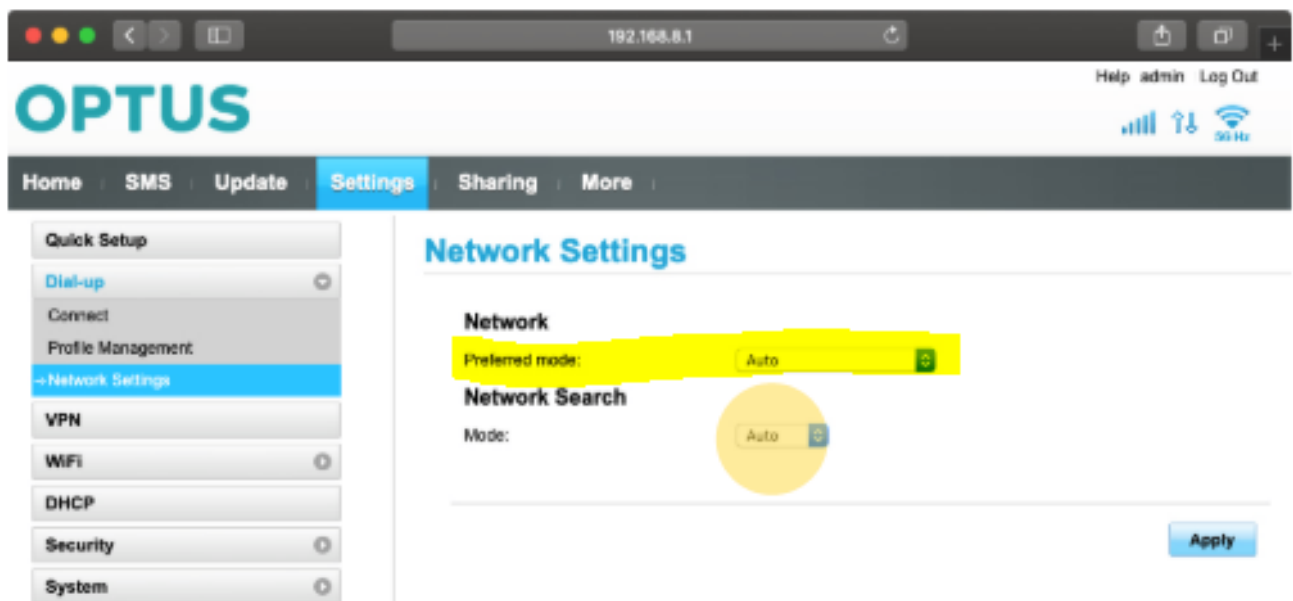 192.168.8.1
Help admin Log Out
OPTUS
5G Hz
Home SMS Update Settings Sharing More
Quick Setup
Dial-up
Connect
Profile Management
Network Settings
VPN
WiFi
DHCP
Security
System
Network Settings
Network
Preferred mode: Auto
Network Search
Mode: Auto
Apply